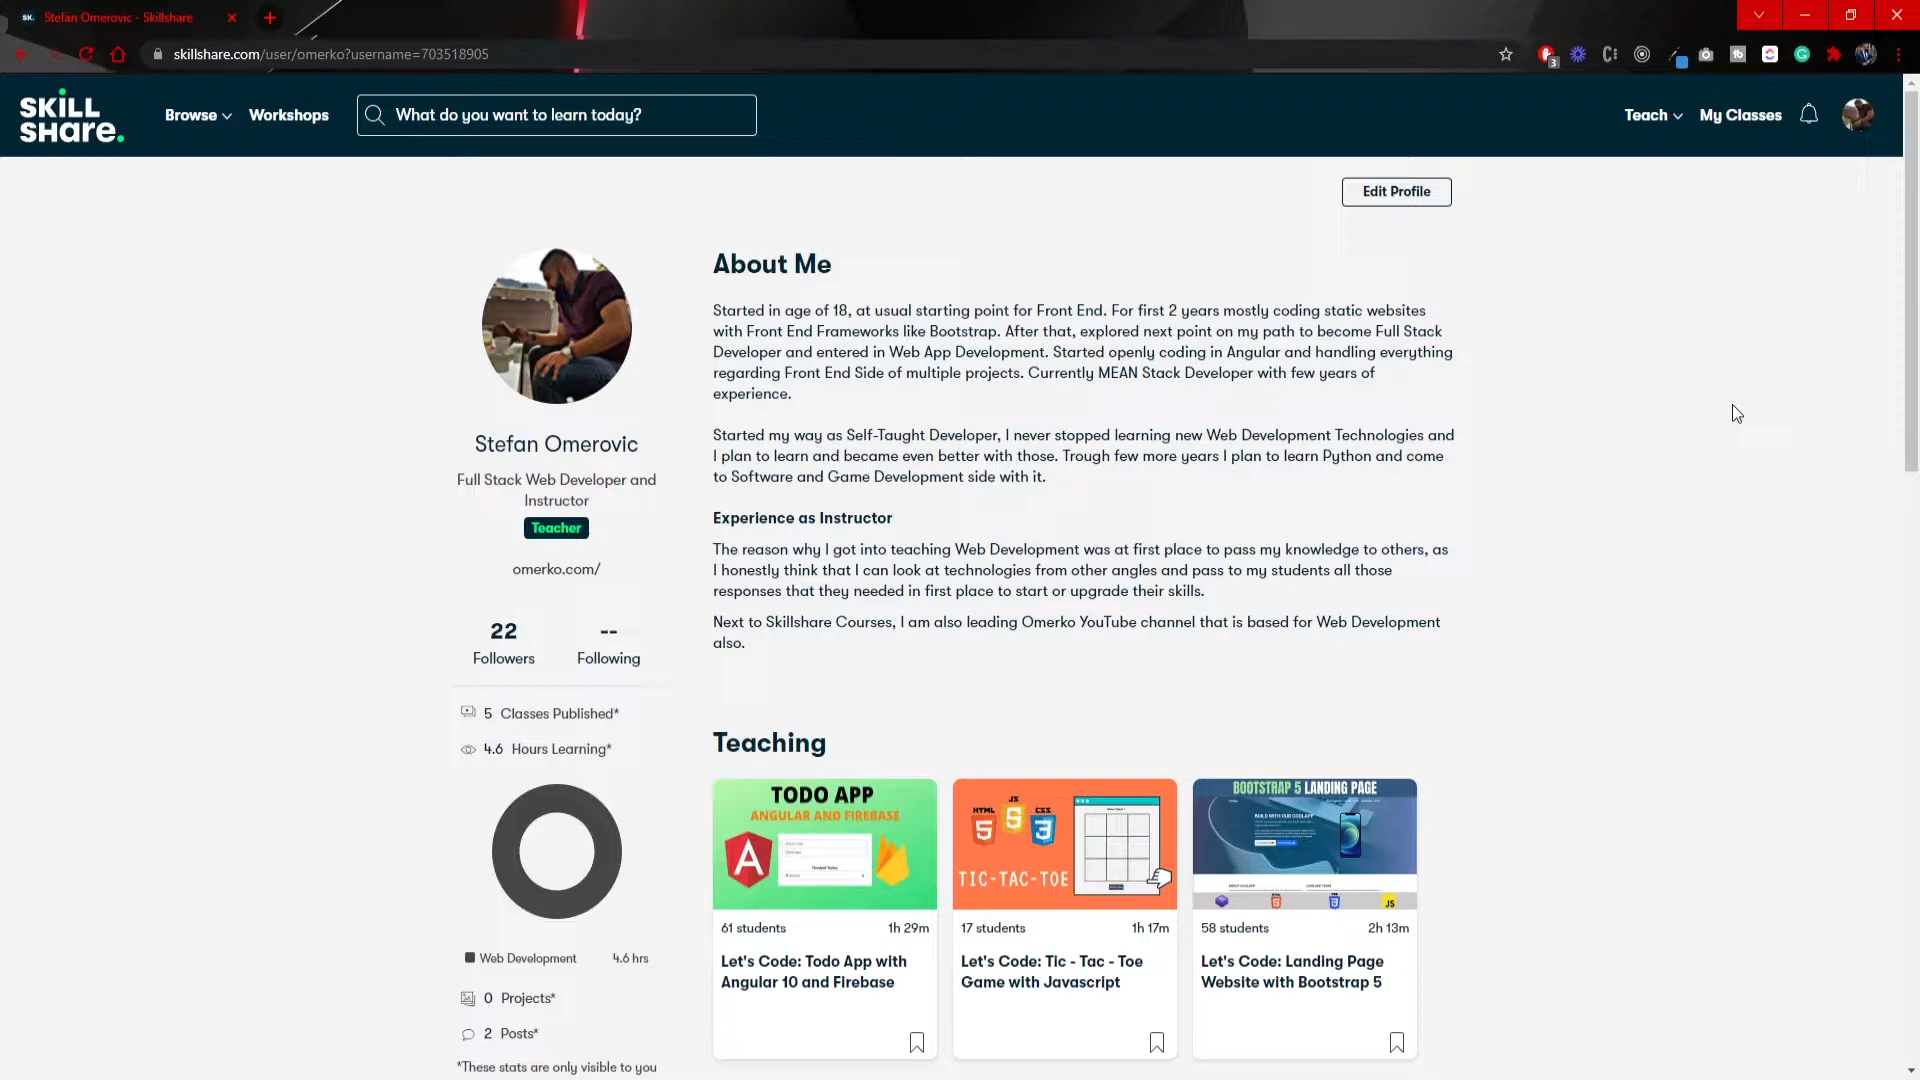 SK. Stefan Omerovic - Skillshare
skillshare.com/user/omerko?username=703518905
3
SKILL
SHARE.
Browse
Workshops
What do you want to learn today?
Teach
My Classes
Edit Profile
About Me
Started in age of 18, at usual starting point for Front End. For first 2 years mostly coding static websites
with Front End Frameworks like Bootstrap. After that, explored next point on my path to become Full Stack
Developer and entered in Web App Development. Started openly coding in Angular and handling everything
regarding Front End Side of multiple projects. Currently MEAN Stack Developer with few years of
experience.
Started my way as Self-Taught Developer, I never stopped learning new Web Development Technologies and
I plan to learn and became even better with those. Trough few more years I plan to learn Python and come
to Software and Game Development side with it.
Experience as Instructor
The reason why I got into teaching Web Development was at first place to pass my knowledge to others, as
I honestly think that I can look at technologies from other angles and pass to my students all those
responses that they needed in first place to start or upgrade their skills.
Next to Skillshare Courses, I am also leading Omerko YouTube channel that is based for Web Development
also.
Stefan Omerovic
Full Stack Web Developer and
Instructor
Teacher
omerko.com/
22
Followers
--
Following
5 Classes Published*
4.6 Hours Learning*
Web Development 4.6 hrs
0 Projects*
2 Posts*
*These stats are only visible to you
Teaching
TODO APP
ANGULAR AND FIREBASE
A
61 students 1h 29m
Let's Code: Todo App with
Angular 10 and Firebase
HTML
5
JS
5
CSS
3
TIC-TAC-TOE
17 students 1h 17m
Let's Code: Tic - Tac - Toe
Game with Javascript
BOOTSTRAP 5 LANDING PAGE
BUILD WITH OUR COOLAPP
JS
58 students 2h 13m
Let's Code: Landing Page
Website with Bootstrap 5